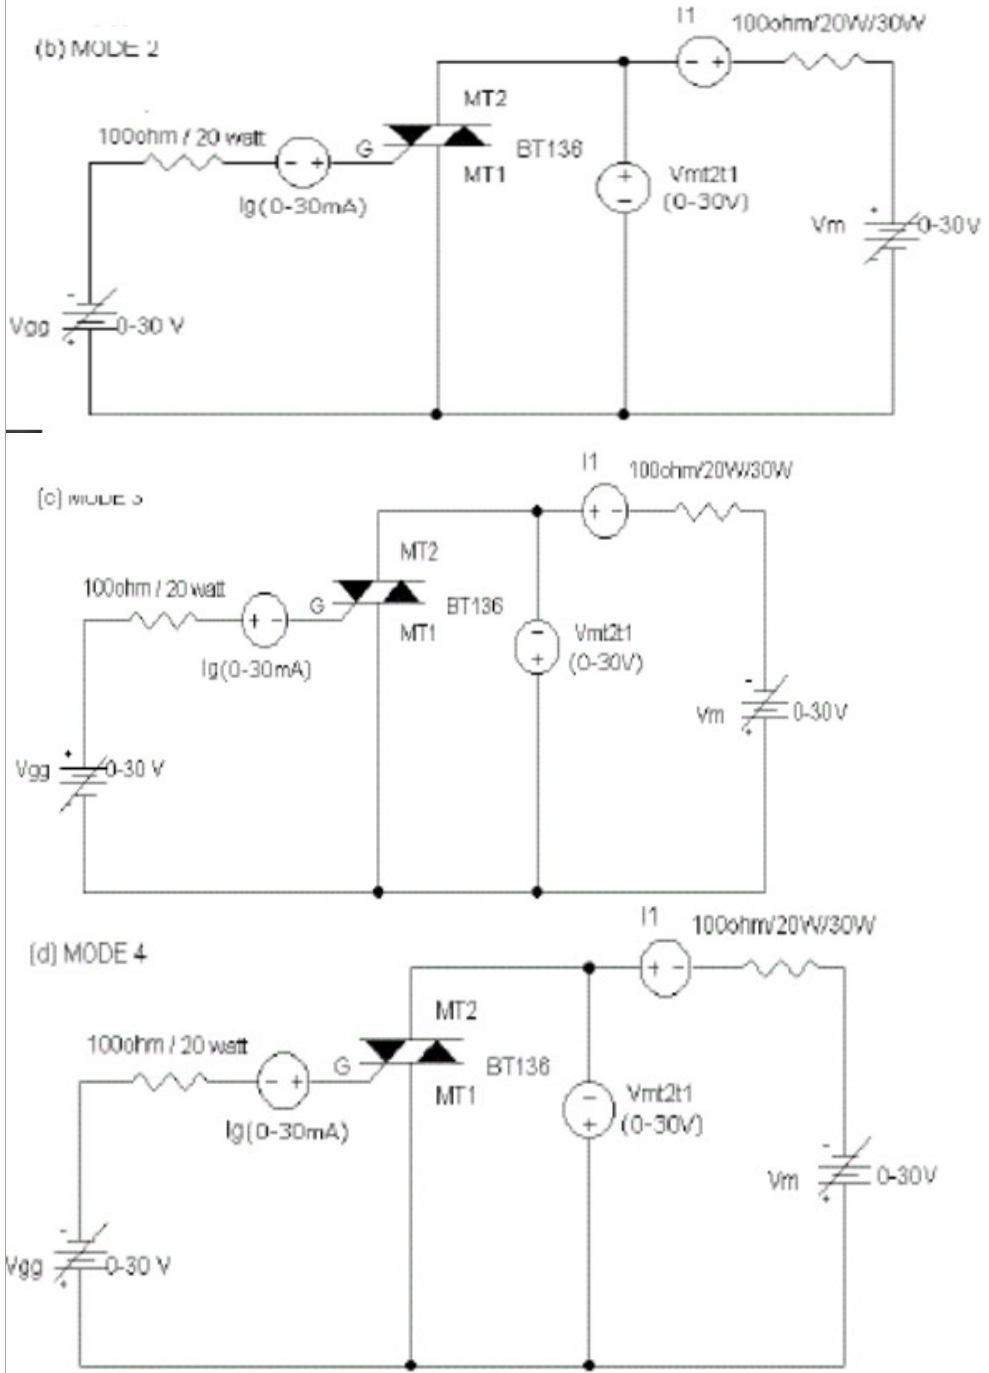 (b) MODE 2
I1
100ohm/20W/30W
MT2
100ohm / 20 watt
G
BT136
MT1
- +
- +
Ig(0-30mA)
+
-
Vmt2t1
(0-30V)
+
Vm
0-30V
-
-
Vgg
0-30 V
+
(c) MODE 3
I1
100ohm/20W/30W
+ -
MT2
100ohm / 20 watt
G
BT136
MT1
+ -
Ig(0-30mA)
-
+
Vmt2t1
(0-30V)
-
Vm
0-30V
+
+
Vgg
0-30 V
-
(d) MODE 4
I1
100ohm/20W/30W
+ -
MT2
100ohm / 20 watt
G
BT136
MT1
- +
Ig(0-30mA)
-
+
Vmt2t1
(0-30V)
-
Vm
0-30V
+
-
Vgg
0-30 V
+